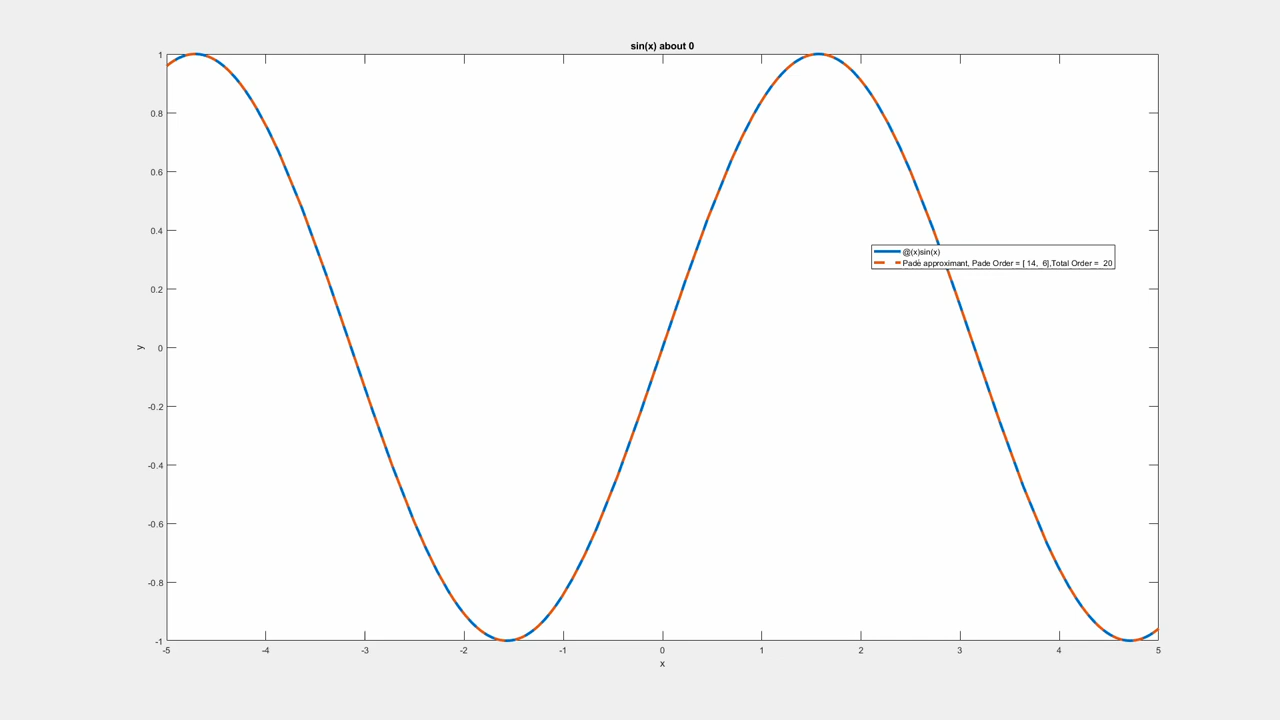 sin(x) about 0
1
0.8
0.6
0.4
0.2
0
-0.2
-0.4
-0.6
-0.8
-1
y
@(x)sin(x)
Padè approximant, Pade Order = [ 14,  6],Total Order =  20
-5 -4 -3 -2 -1 0 1 2 3 4 5
x